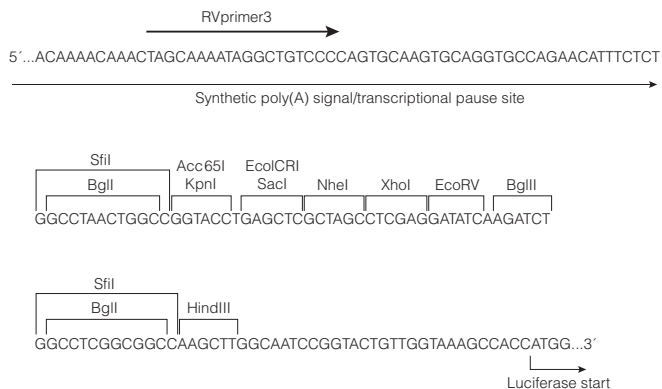 RVprimer3
5´...ACAAAACAAACTAGCAAAATAGGCTGTCCCCAGTGCAAGTGCAGGTGCCAGAACATTTCTCT
Synthetic poly(A) signal/transcriptional pause site
SfiI
Acc65I EcoICRI
BglI KpnI SacI NheI XhoI EcoRV BglII
GGCCTAACTGGCCGGTACCTGAGCTCGCTAGCCTCGAGGATATCAAGATCT
SfiI
BglI HindIII
GGCCTCGGCGGCCAAGCTTGGCAATCCGGTACTGTTGGTAAAGCCACCATGG...3´
Luciferase start